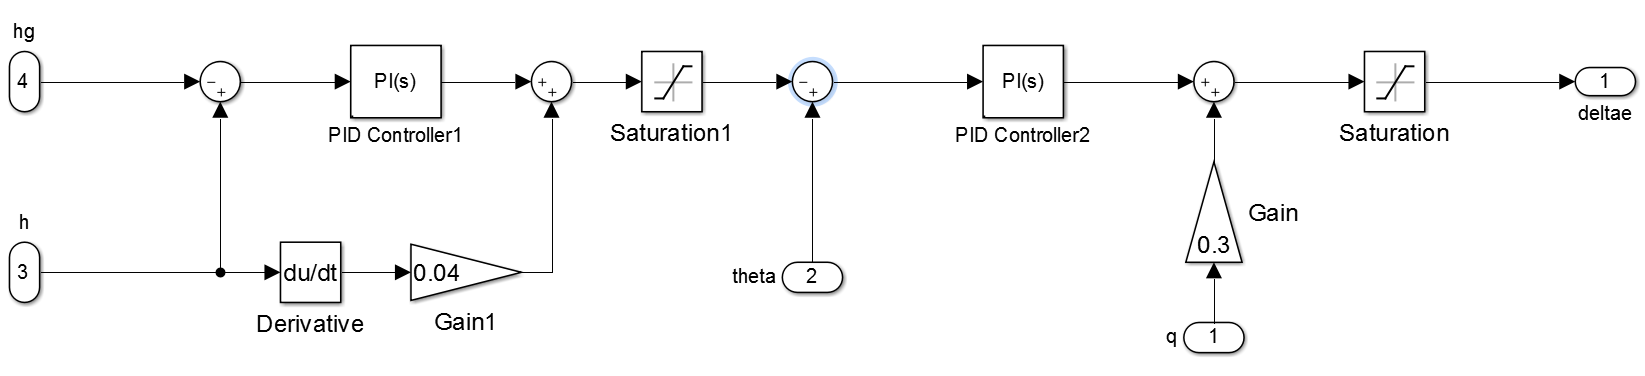 hg
4
−
+
PI(s)
PID Controller1
+
+
Saturation1
−
+
PI(s)
PID Controller2
+
+
Saturation
1
deltae
h
3
du/dt
Derivative
0.04
Gain1
theta
2
Gain
0.3
q
1